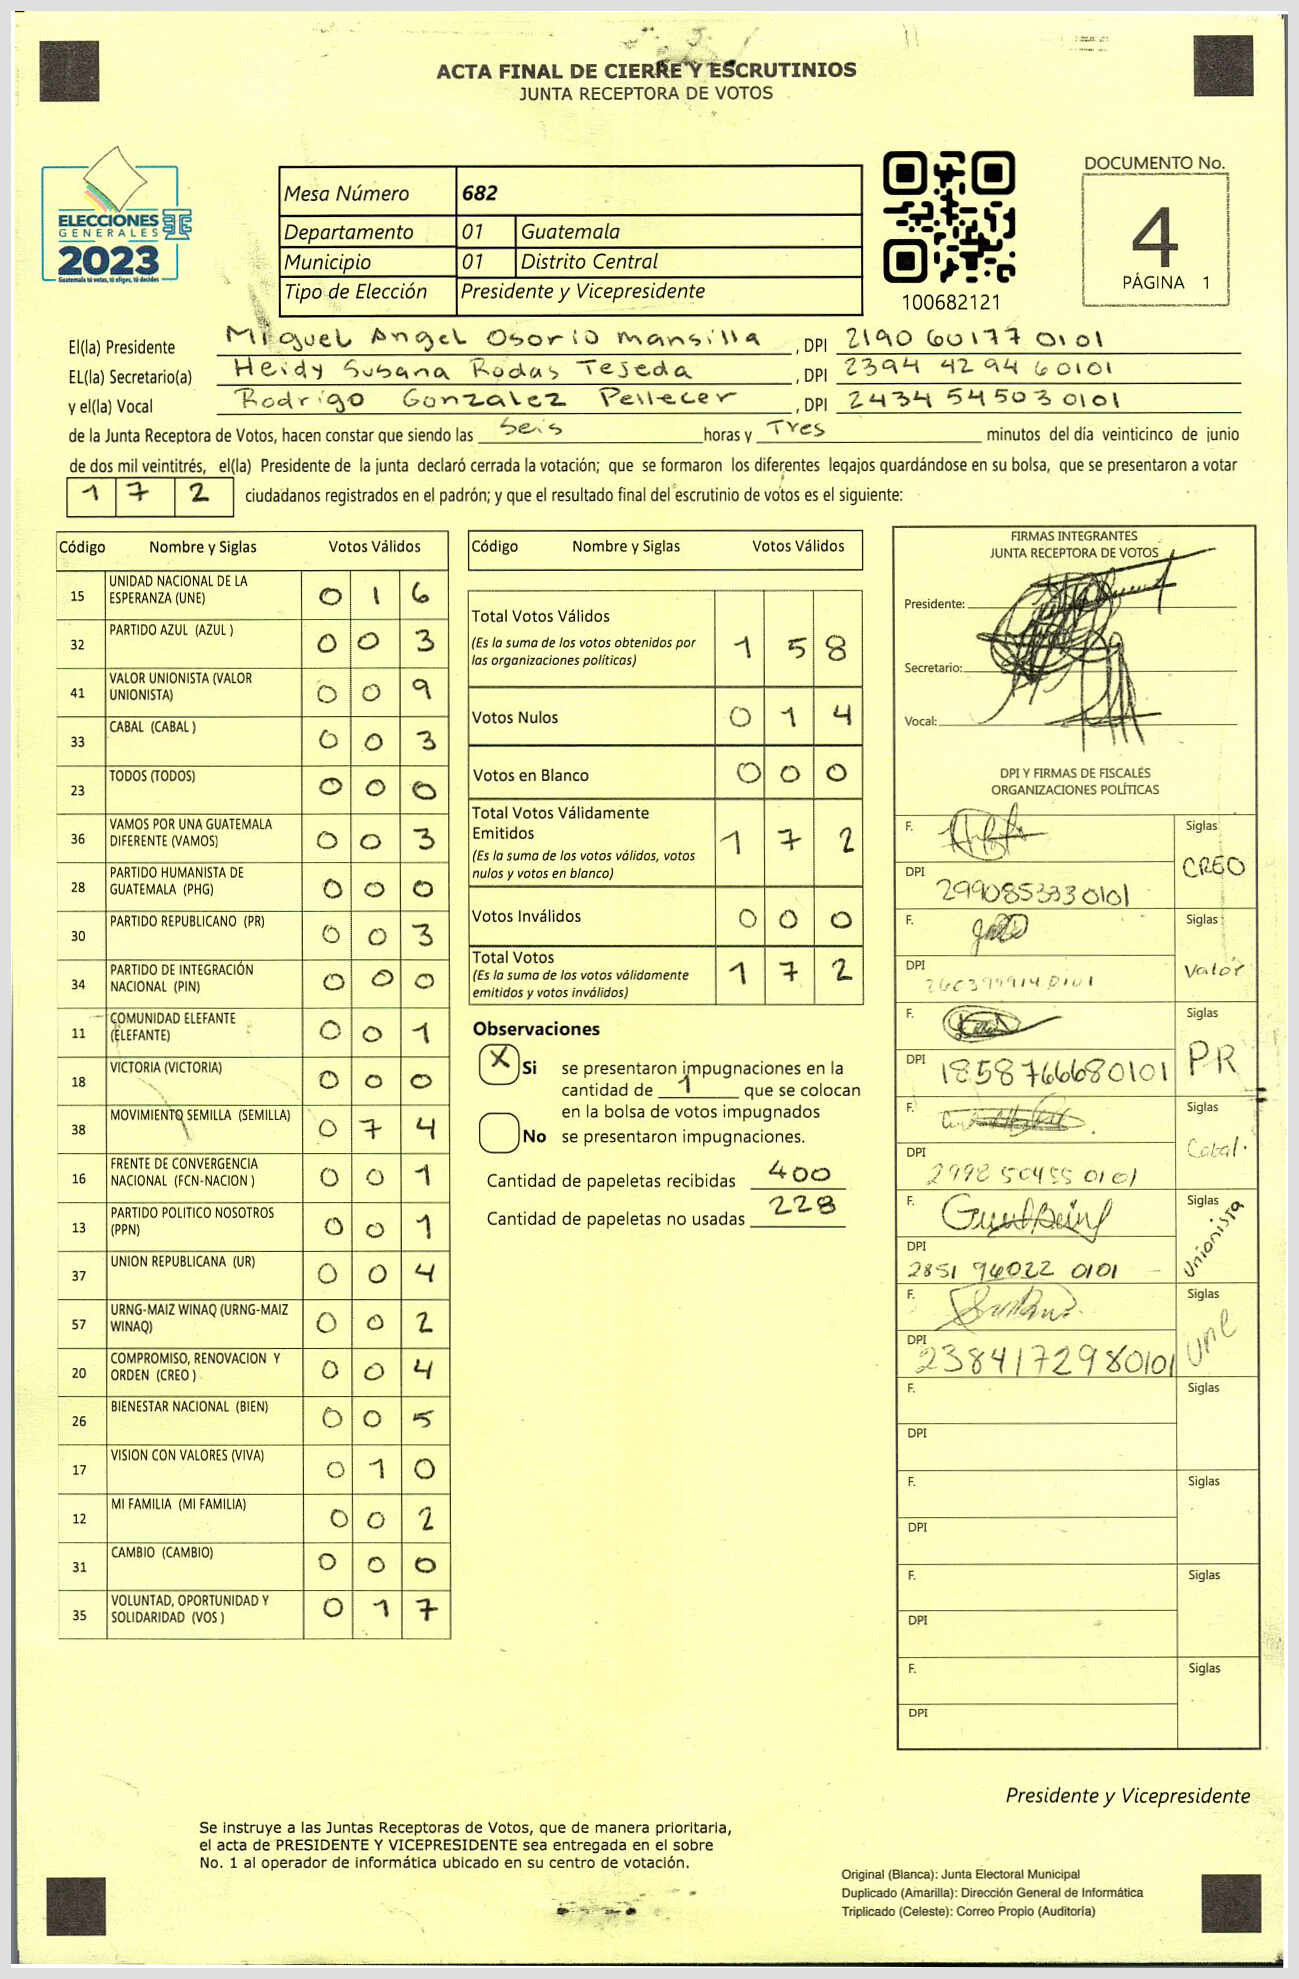 ACTA FINAL DE CIERRE Y ESCRUTINIOS
JUNTA RECEPTORA DE VOTOS
ELECCIONES
GENERALES
2023
Guatemala tú votas, tú eliges, tú decides
Mesa Número 682
Departamento 01 Guatemala
Municipio 01 Distrito Central
Tipo de Elección Presidente y Vicepresidente
100682121
DOCUMENTO No.
4
PÁGINA 1
El(la) Presidente Miguel Angel Osorio Mansilla , DPI 2190 60177 0101
EL(la) Secretario(a) Heidy Susana Rodas Tejeda , DPI 2394 42946 0101
y el(la) Vocal Rodrigo Gonzalez Pellecer , DPI 2434 54503 0101
de la Junta Receptora de Votos, hacen constar que siendo las Seis horas y Tres minutos del día veinticinco de junio
de dos mil veintitrés, el(la) Presidente de la junta declaró cerrada la votación; que se formaron los diferentes legajos guardándose en su bolsa, que se presentaron a votar
1 7 2 ciudadanos registrados en el padrón; y que el resultado final del escrutinio de votos es el siguiente:
Código Nombre y Siglas Votos Válidos
15 UNIDAD NACIONAL DE LA ESPERANZA (UNE) 0 1 6
32 PARTIDO AZUL (AZUL ) 0 0 3
41 VALOR UNIONISTA (VALOR UNIONISTA) 0 0 9
33 CABAL (CABAL ) 0 0 3
23 TODOS (TODOS) 0 0 0
36 VAMOS POR UNA GUATEMALA DIFERENTE (VAMOS) 0 0 3
28 PARTIDO HUMANISTA DE GUATEMALA (PHG) 0 0 0
30 PARTIDO REPUBLICANO (PR) 0 0 3
34 PARTIDO DE INTEGRACIÓN NACIONAL (PIN) 0 0 0
11 COMUNIDAD ELEFANTE (ELEFANTE) 0 0 1
18 VICTORIA (VICTORIA) 0 0 0
38 MOVIMIENTO SEMILLA (SEMILLA) 0 7 4
16 FRENTE DE CONVERGENCIA NACIONAL (FCN-NACION ) 0 0 1
13 PARTIDO POLITICO NOSOTROS (PPN) 0 0 1
37 UNION REPUBLICANA (UR) 0 0 4
57 URNG-MAIZ WINAQ (URNG-MAIZ WINAQ) 0 0 2
20 COMPROMISO, RENOVACION Y ORDEN (CREO ) 0 0 4
26 BIENESTAR NACIONAL (BIEN) 0 0 5
17 VISION CON VALORES (VIVA) 0 1 0
12 MI FAMILIA (MI FAMILIA) 0 0 2
31 CAMBIO (CAMBIO) 0 0 0
35 VOLUNTAD, OPORTUNIDAD Y SOLIDARIDAD (VOS ) 0 1 7
Código Nombre y Siglas Votos Válidos
Total Votos Válidos 1 5 8
(Es la suma de los votos obtenidos por
las organizaciones políticas)
Votos Nulos 0 1 4
Votos en Blanco 0 0 0
Total Votos Válidamente
Emitidos 1 7 2
(Es la suma de los votos válidos, votos
nulos y votos en blanco)
Votos Inválidos 0 0 0
Total Votos 1 7 2
(Es la suma de los votos válidamente
emitidos y votos inválidos)
Observaciones
X Si se presentaron impugnaciones en la
cantidad de 1 que se colocan
en la bolsa de votos impugnados
No se presentaron impugnaciones.
Cantidad de papeletas recibidas 400
Cantidad de papeletas no usadas 228
FIRMAS INTEGRANTES
JUNTA RECEPTORA DE VOTOS
Presidente:
Secretario:
Vocal:
DPI Y FIRMAS DE FISCALES
ORGANIZACIONES POLÍTICAS
F. Siglas CREO
DPI 299085333 0101
F. Siglas Valor
DPI
F. Siglas PR
DPI 1858766680101
F. Siglas Cabal.
DPI 2998 50455 0101
F. Siglas Unionista
DPI 2851 96022 0101
F. Siglas Une
DPI 2384172980101
F. Siglas
DPI
F. Siglas
DPI
F. Siglas
DPI
F. Siglas
DPI
Presidente y Vicepresidente
Se instruye a las Juntas Receptoras de Votos, que de manera prioritaria,
el acta de PRESIDENTE Y VICEPRESIDENTE sea entregada en el sobre
No. 1 al operador de informática ubicado en su centro de votación.
Original (Blanca): Junta Electoral Municipal
Duplicado (Amarilla): Dirección General de Informática
Triplicado (Celeste): Correo Propio (Auditoría)